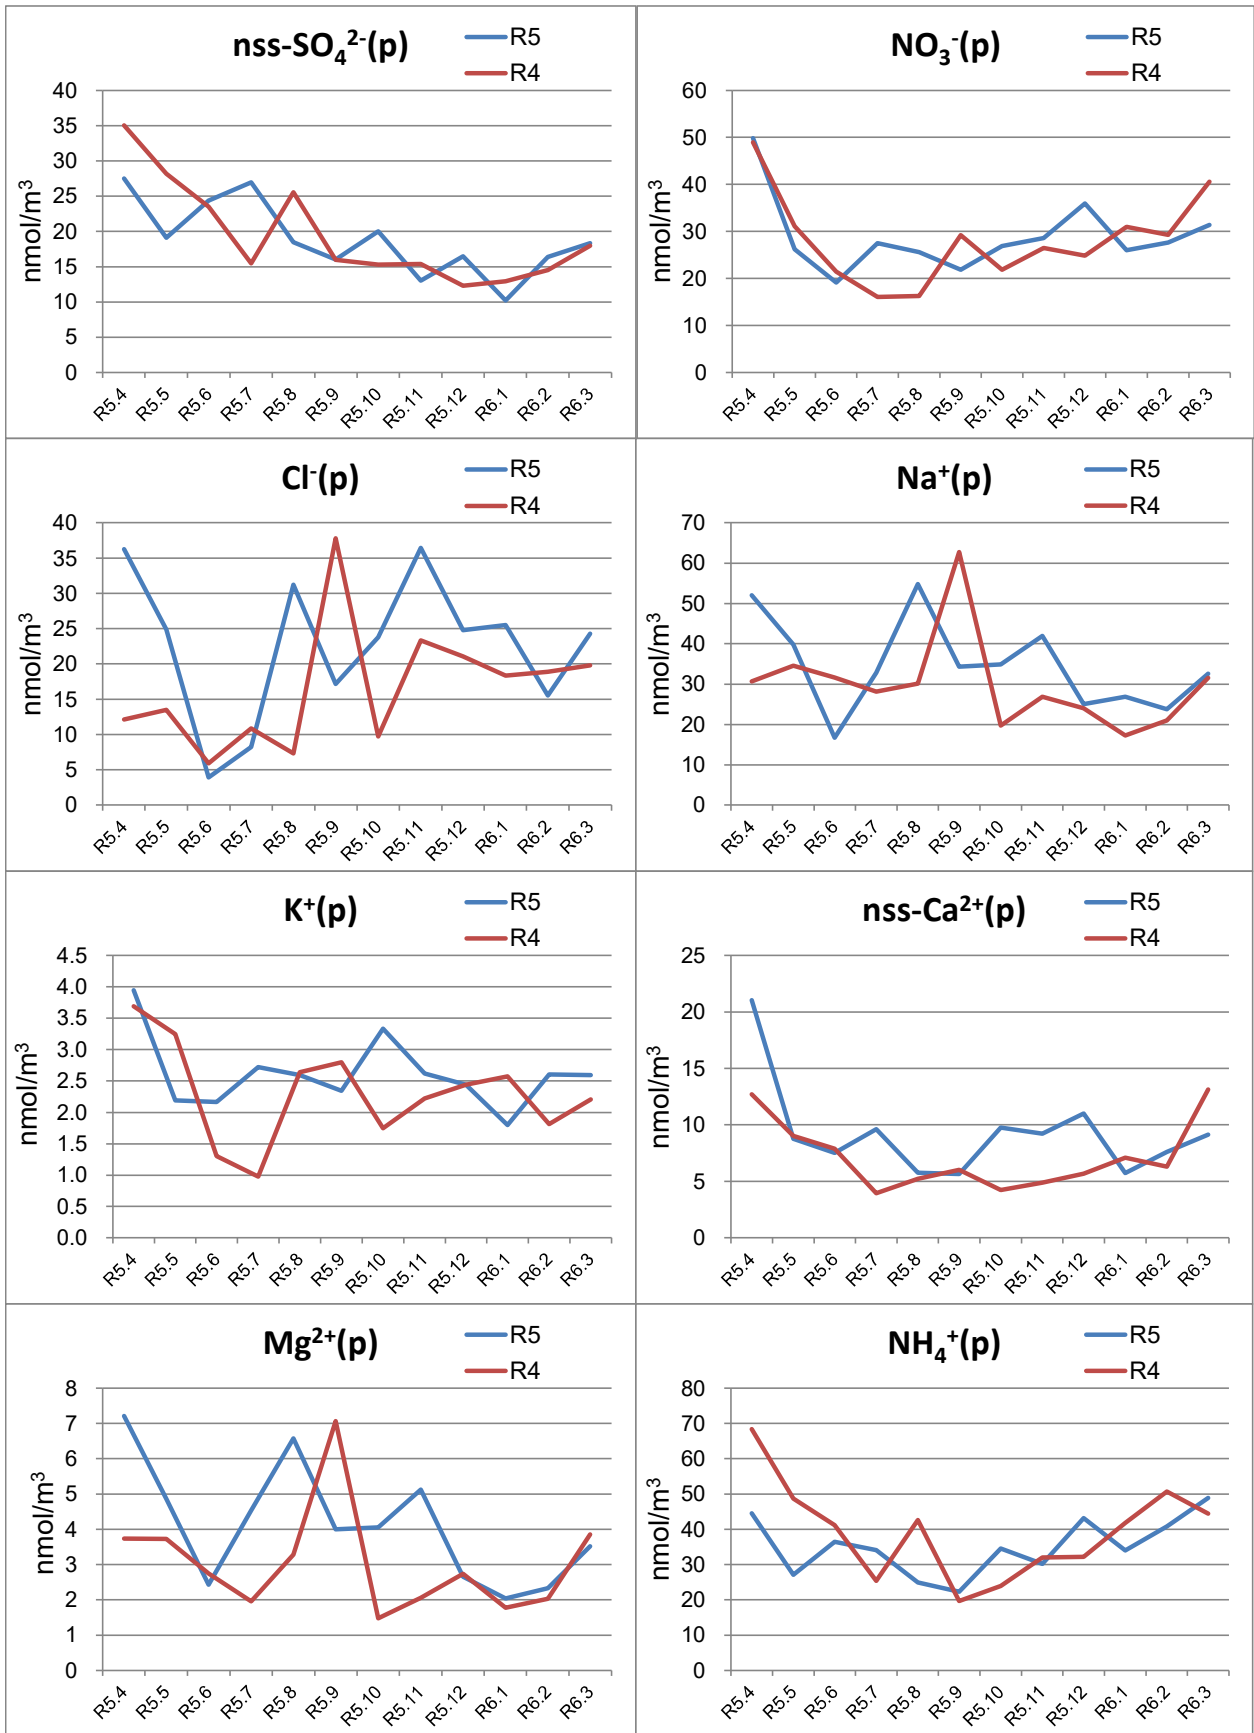 nss-SO₄²⁻(p)
R5
R4
nmol/m³
40
35
30
25
20
15
10
5
0
R5.4 R5.5 R5.6 R5.7 R5.8 R5.9 R5.10 R5.11 R5.12 R6.1 R6.2 R6.3
NO₃⁻(p)
R5
R4
nmol/m³
60
50
40
30
20
10
0
R5.4 R5.5 R5.6 R5.7 R5.8 R5.9 R5.10 R5.11 R5.12 R6.1 R6.2 R6.3
Cl⁻(p)
R5
R4
nmol/m³
40
35
30
25
20
15
10
5
0
R5.4 R5.5 R5.6 R5.7 R5.8 R5.9 R5.10 R5.11 R5.12 R6.1 R6.2 R6.3
Na⁺(p)
R5
R4
nmol/m³
70
60
50
40
30
20
10
0
R5.4 R5.5 R5.6 R5.7 R5.8 R5.9 R5.10 R5.11 R5.12 R6.1 R6.2 R6.3
K⁺(p)
R5
R4
nmol/m³
4.5
4.0
3.5
3.0
2.5
2.0
1.5
1.0
0.5
0.0
R5.4 R5.5 R5.6 R5.7 R5.8 R5.9 R5.10 R5.11 R5.12 R6.1 R6.2 R6.3
nss-Ca²⁺(p)
R5
R4
nmol/m³
25
20
15
10
5
0
R5.4 R5.5 R5.6 R5.7 R5.8 R5.9 R5.10 R5.11 R5.12 R6.1 R6.2 R6.3
Mg²⁺(p)
R5
R4
nmol/m³
8
7
6
5
4
3
2
1
0
R5.4 R5.5 R5.6 R5.7 R5.8 R5.9 R5.10 R5.11 R5.12 R6.1 R6.2 R6.3
NH₄⁺(p)
R5
R4
nmol/m³
80
70
60
50
40
30
20
10
0
R5.4 R5.5 R5.6 R5.7 R5.8 R5.9 R5.10 R5.11 R5.12 R6.1 R6.2 R6.3